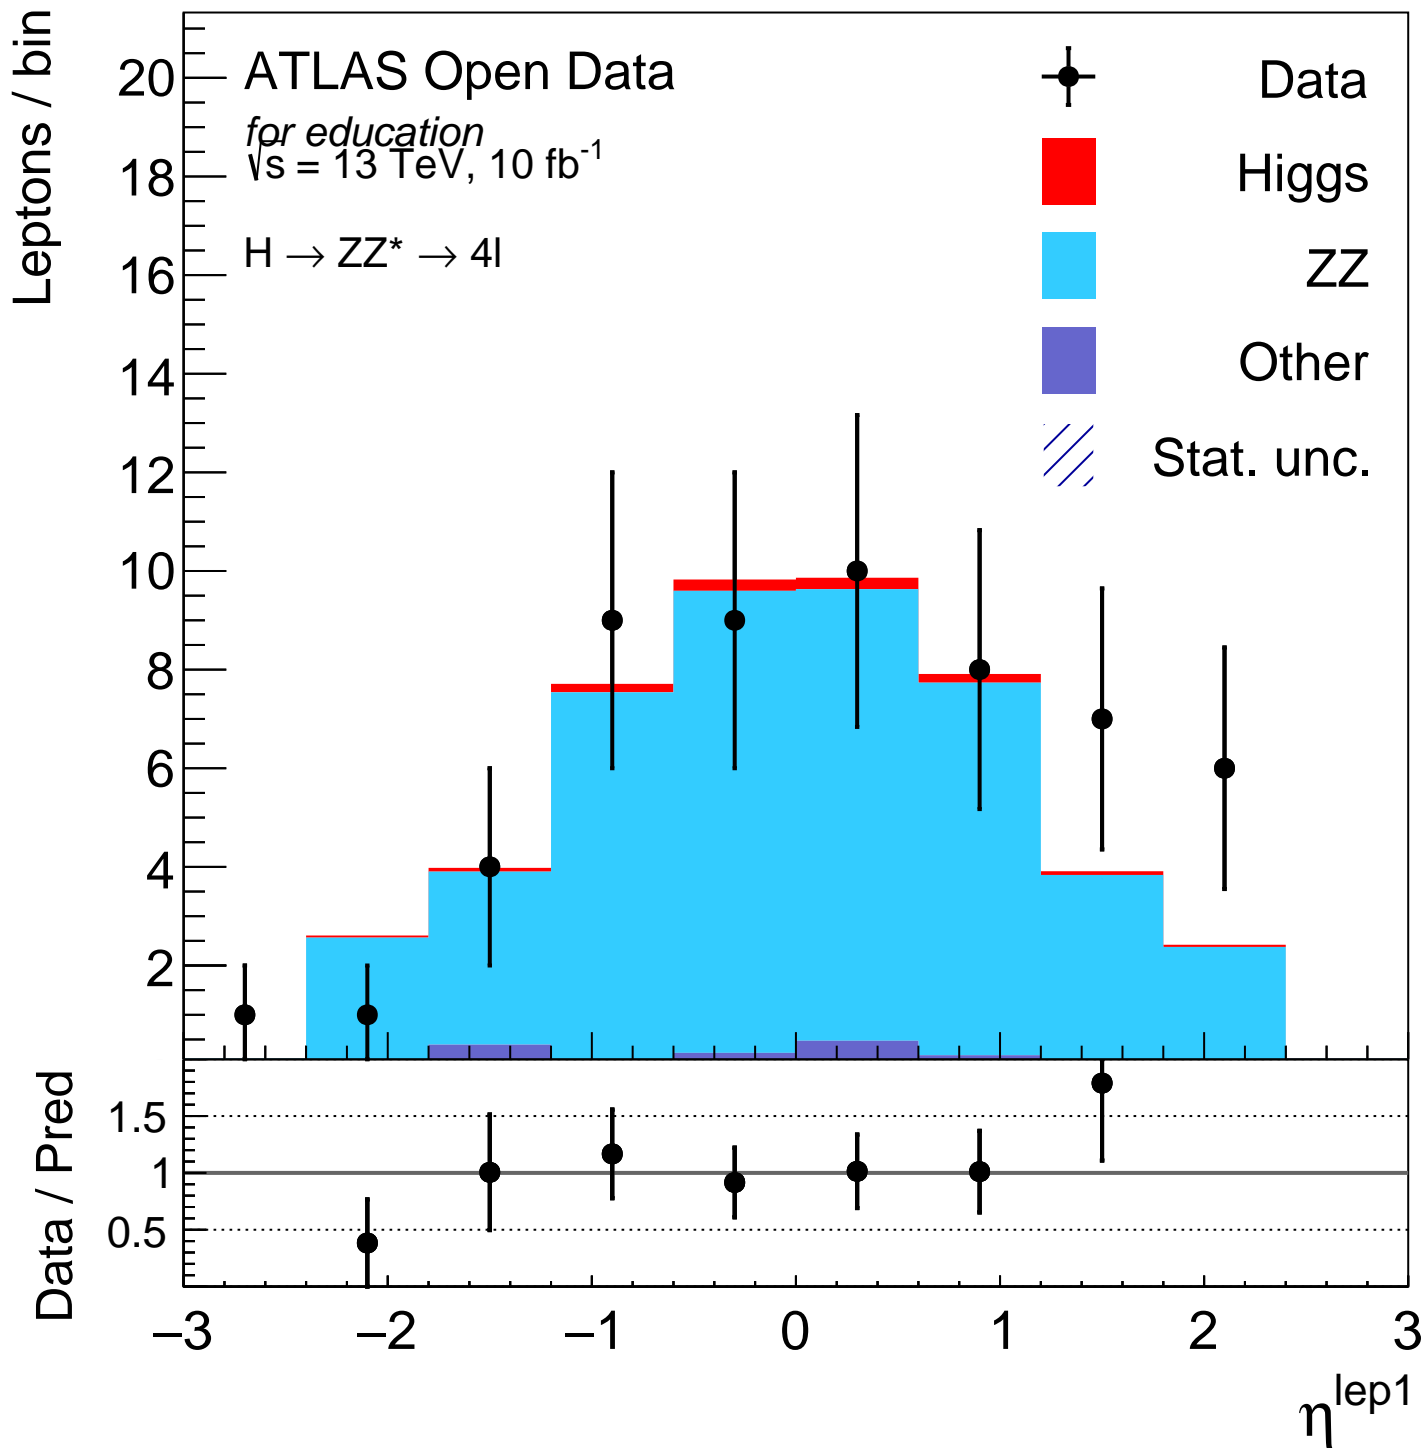 Leptons / bin
20
18
16
14
12
10
8
6
4
2
ATLAS Open Data
for education
√s = 13 TeV, 10 fb⁻¹
H → ZZ* → 4l
Data
Higgs
ZZ
Other
Stat. unc.
Data / Pred
1.5
1
0.5
−3 −2 −1 0 1 2 3
η^lep1